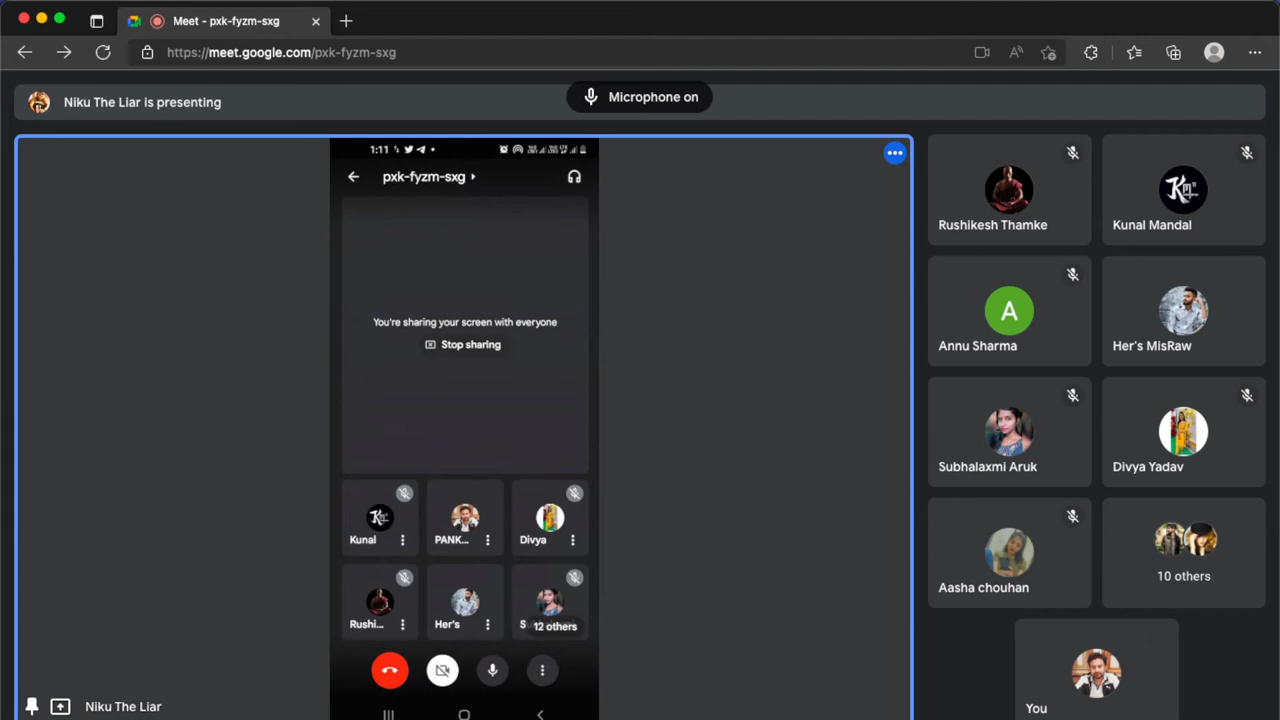 Meet - pxk-fyzm-sxg
https://meet.google.com/pxk-fyzm-sxg
Niku The Liar is presenting
Microphone on
1:11
pxk-fyzm-sxg
You're sharing your screen with everyone
Stop sharing
Kunal
PANK...
Divya
Rushi...
Her's
12 others
Niku The Liar
Rushikesh Thamke
Kunal Mandal
KM
A
Annu Sharma
Her's MisRaw
Subhalaxmi Aruk
Divya Yadav
Aasha chouhan
10 others
You